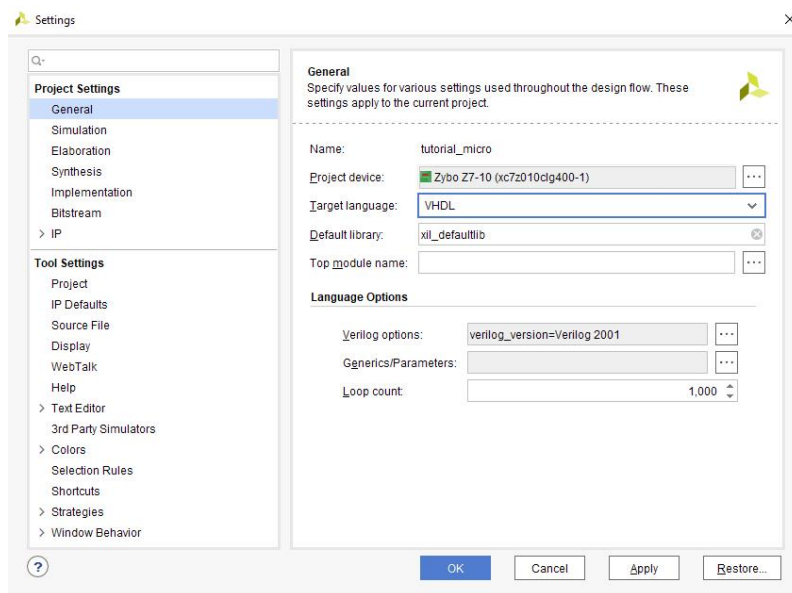 Settings
Project Settings
General
Simulation
Elaboration
Synthesis
Implementation
Bitstream
> IP
Tool Settings
Project
IP Defaults
Source File
Display
WebTalk
Help
> Text Editor
3rd Party Simulators
> Colors
Selection Rules
Shortcuts
> Strategies
> Window Behavior
General
Specify values for various settings used throughout the design flow. These
settings apply to the current project.
Name: tutorial_micro
Project device: Zybo Z7-10 (xc7z010clg400-1) ...
Target language: VHDL
Default library: xil_defaultlib
Top module name: ...
Language Options
Verilog options: verilog_version=Verilog 2001 ...
Generics/Parameters: ...
Loop count: 1,000
? OK Cancel Apply Restore...